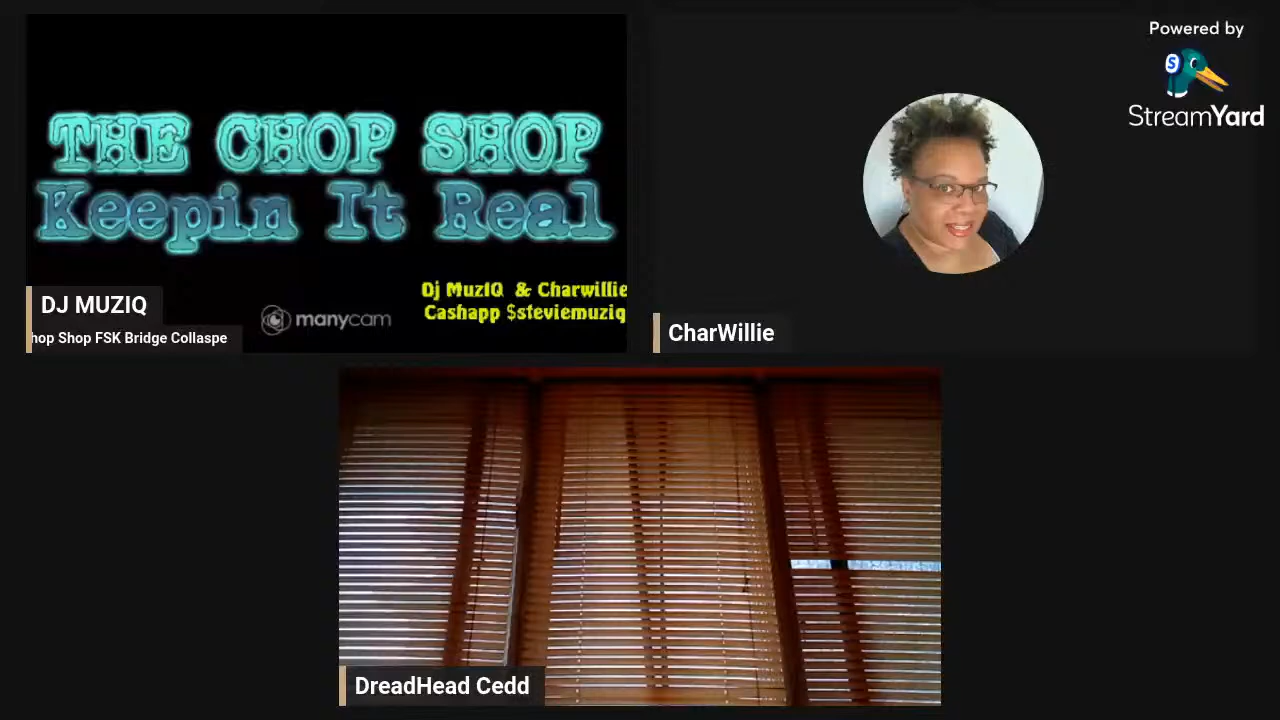 THE CHOP SHOP
Keepin It Real
Dj MuzIQ & Charwillie
Cashapp $steviemuziq
manycam
DJ MUZIQ
hop Shop FSK Bridge Collaspe
CharWillie
Powered by
S
StreamYard
DreadHead Cedd